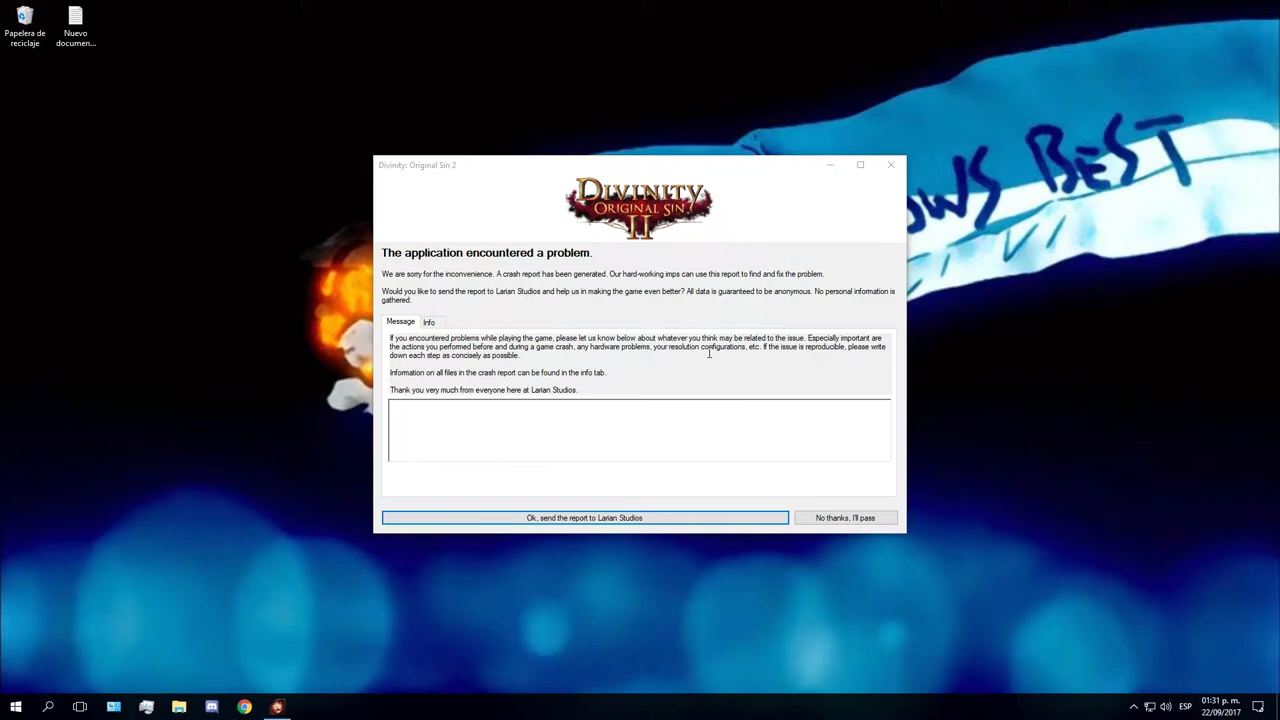 Papelera de
reciclaje
Nuevo
documen...
BEST
Divinity: Original Sin 2
DIVINITY
ORIGINAL SIN
II
The application encountered a problem.
We are sorry for the inconvenience. A crash report has been generated. Our hard-working imps can use this report to find and fix the problem.
Would you like to send the report to Larian Studios and help us in making the game even better? All data is guaranteed to be anonymous. No personal information is
gathered.
Message
Info
If you encountered problems while playing the game, please let us know below about whatever you think may be related to the issue. Especially important are
the actions you performed before and during a game crash, any hardware problems, your resolution configurations, etc. If the issue is reproducible, please write
down each step as concisely as possible.
Information on all files in the crash report can be found in the info tab.
Thank you very much from everyone here at Larian Studios.
Ok, send the report to Larian Studios
No thanks, I'll pass
ESP
01:31 p. m.
22/09/2017